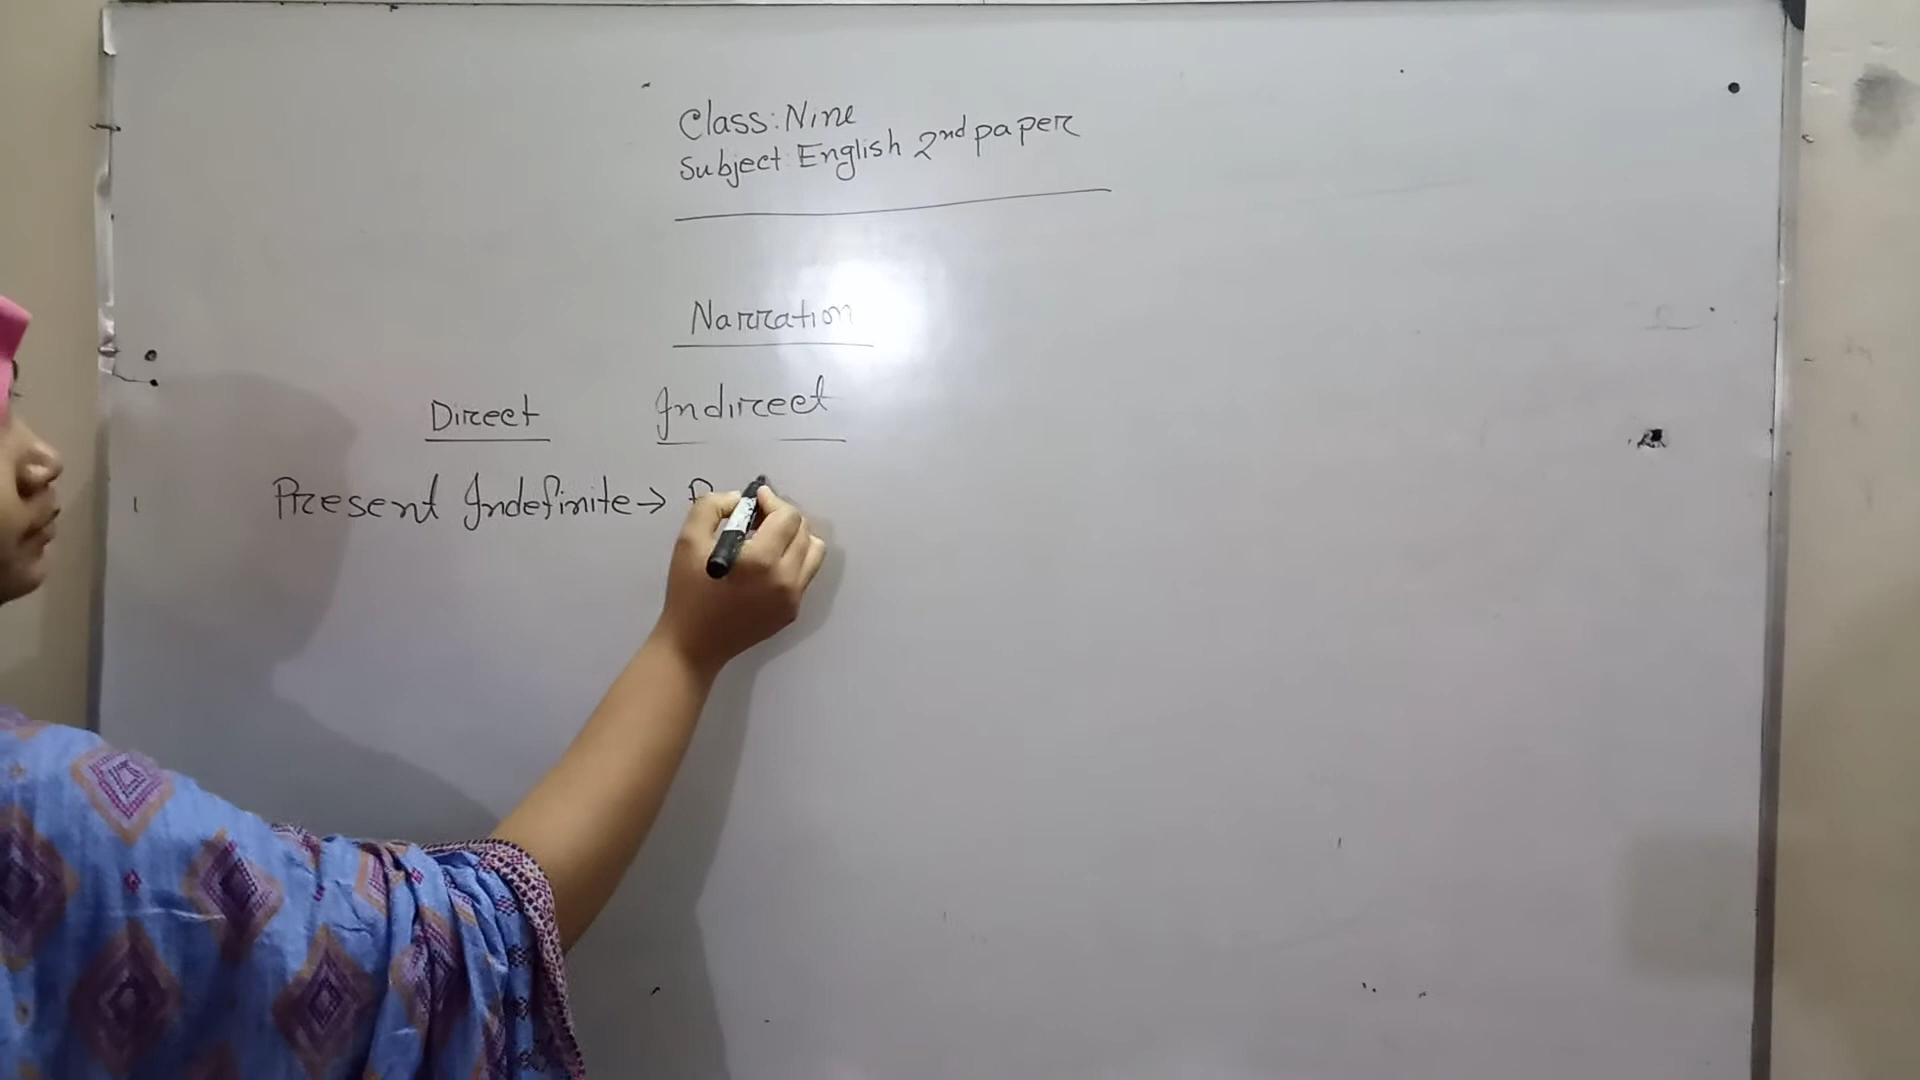 Class: Nine
Subject: English 2nd paper
Narration
Direct Indirect
Present Indefinite →